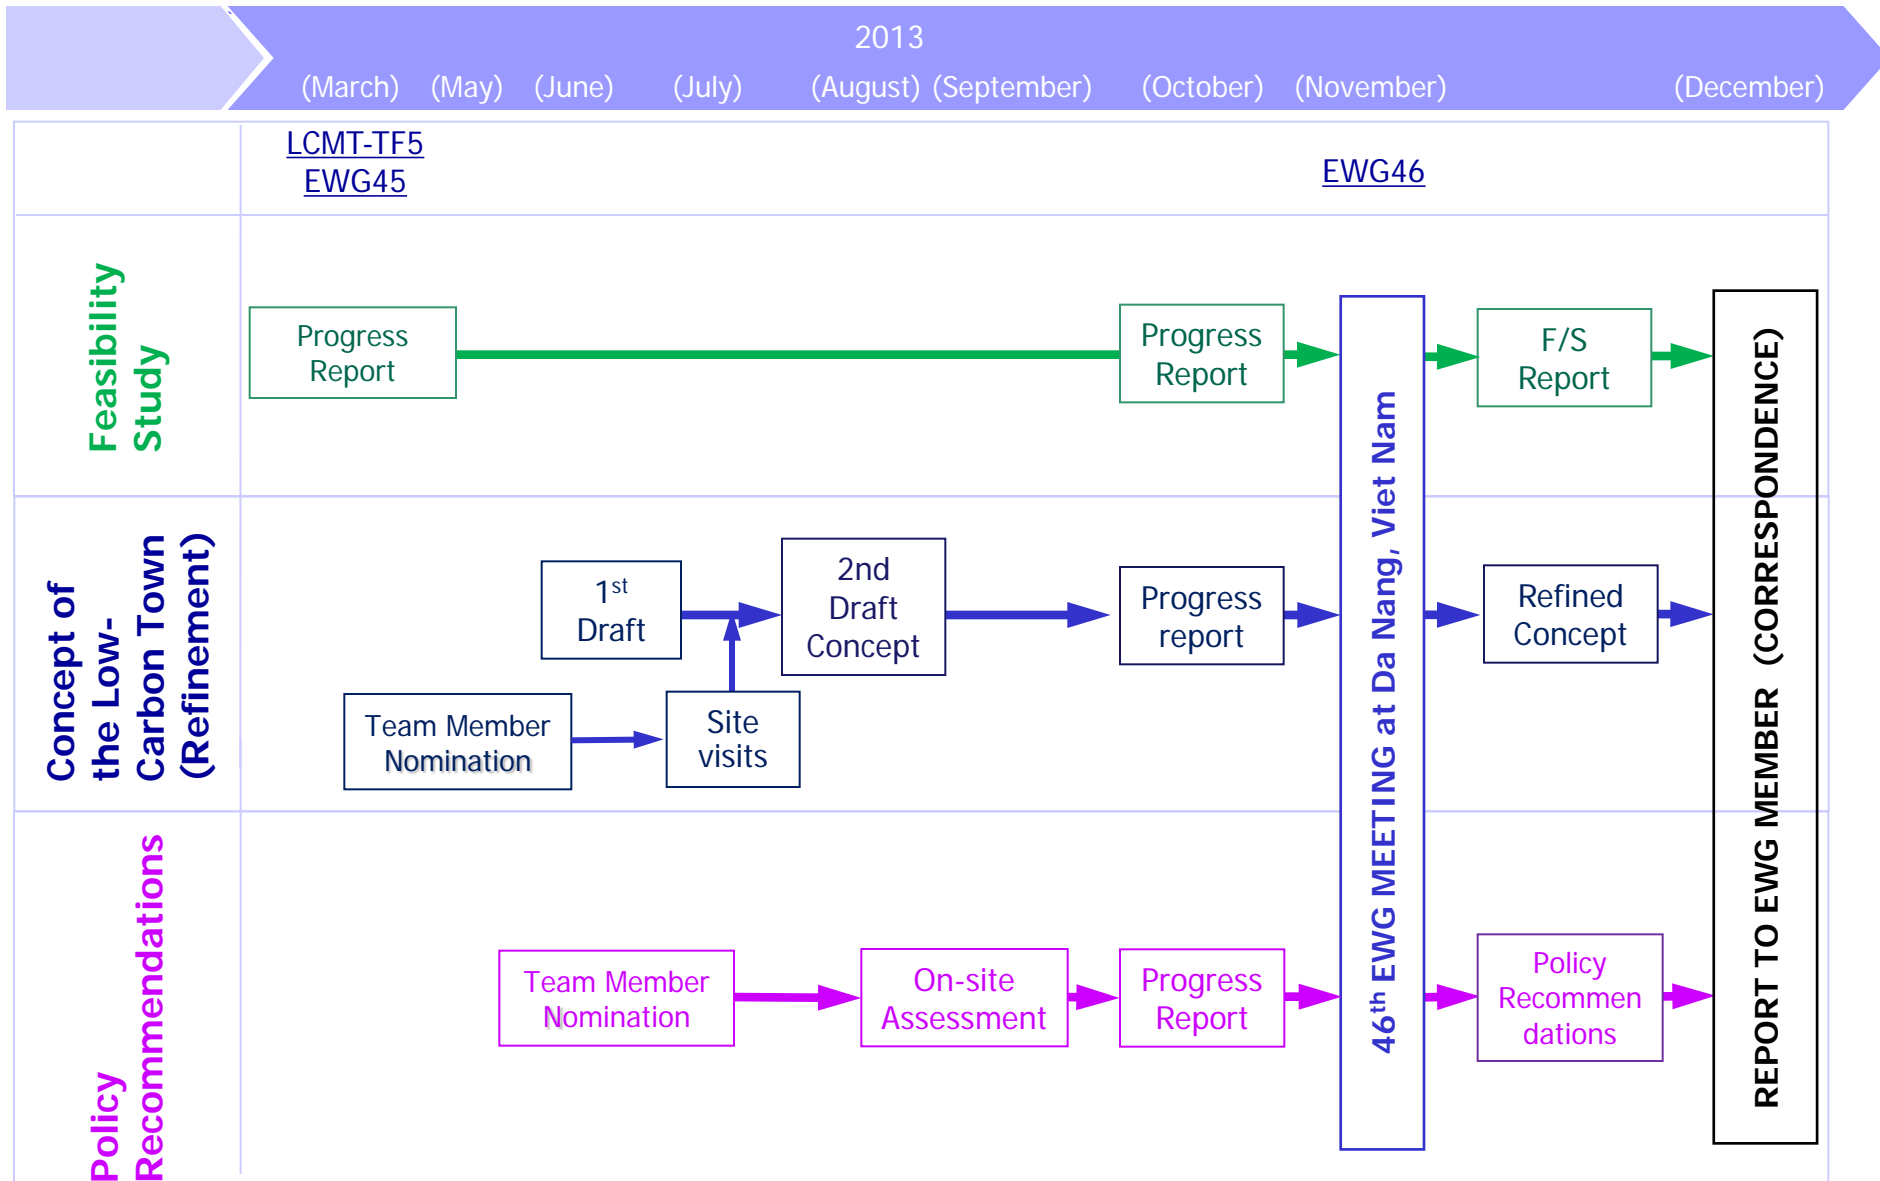 2013
(March) (May) (June) (July) (August) (September) (October) (November) (December)
LCMT-TF5
EWG45
EWG46
Feasibility
Study
Progress
Report
Progress
Report
F/S
Report
Concept of
the Low-
Carbon Town
(Refinement)
1st
Draft
2nd
Draft
Concept
Progress
report
Refined
Concept
Team Member
Nomination
Site
visits
Policy
Recommendations
Team Member
Nomination
On-site
Assessment
Progress
Report
Policy
Recommen
dations
46th EWG MEETING at Da Nang, Viet Nam
REPORT TO EWG MEMBER (CORRESPONDENCE)